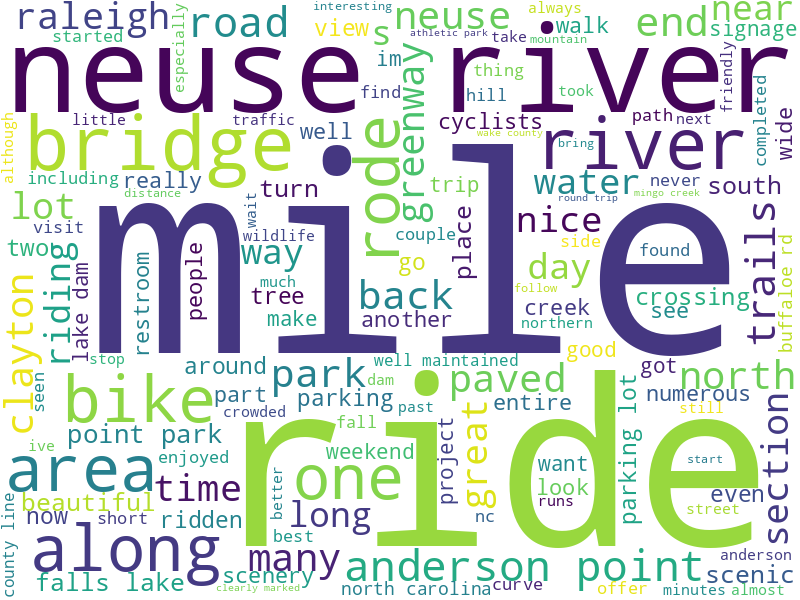 interesting always
raleigh road started especially view neuse s walk end near signage
athletic park take mountain
neuse river
im find thing hill took greenway friendly completed
although little traffic well cyclists path next wide
bridge rode river
wake county bring
mile
including really turn trip water never south
distance round trip mingo creek
lot visit wait wildlife couple place nice side found trails
two way go day see buffaloe rd
riding lake dam restroom people tree much back creek crossing
make another follow northern
clayton stop around well maintained good got
seen park dam paved north
bike part parking entire numerous
crowded past
ride
ive fall great still
point park weekend project section
area enjoyed one want look parking lot start
beautiful time better long nc runs even
now short ridden street
along best many anderson point anderson
county line falls lake scenery north carolina curve offer minutes scenic almost
clearly marked